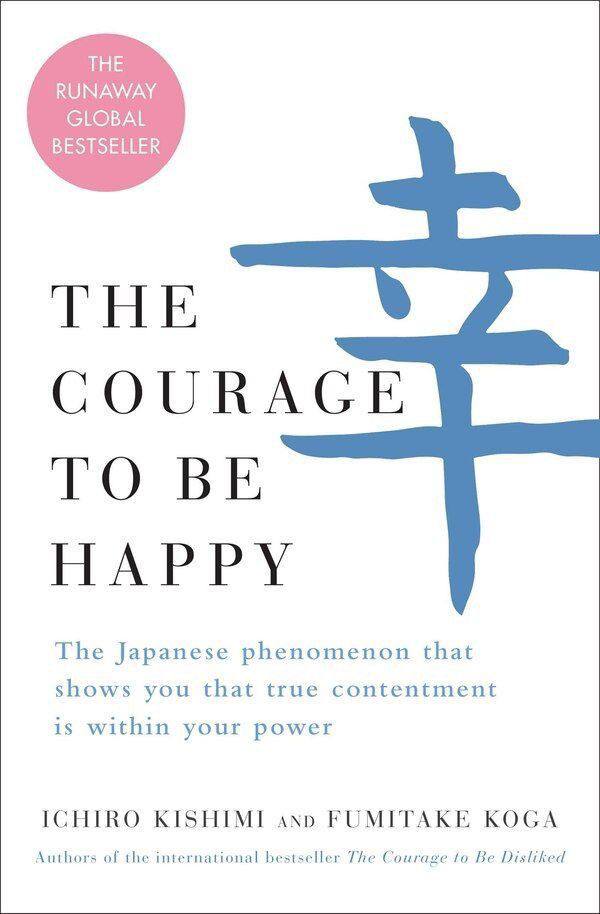 THE
RUNAWAY
GLOBAL
BESTSELLER
幸
THE
COURAGE
TO BE
HAPPY
The Japanese phenomenon that
shows you that true contentment
is within your power
ICHIRO KISHIMI AND FUMITAKE KOGA
Authors of the international bestseller The Courage to Be Disliked